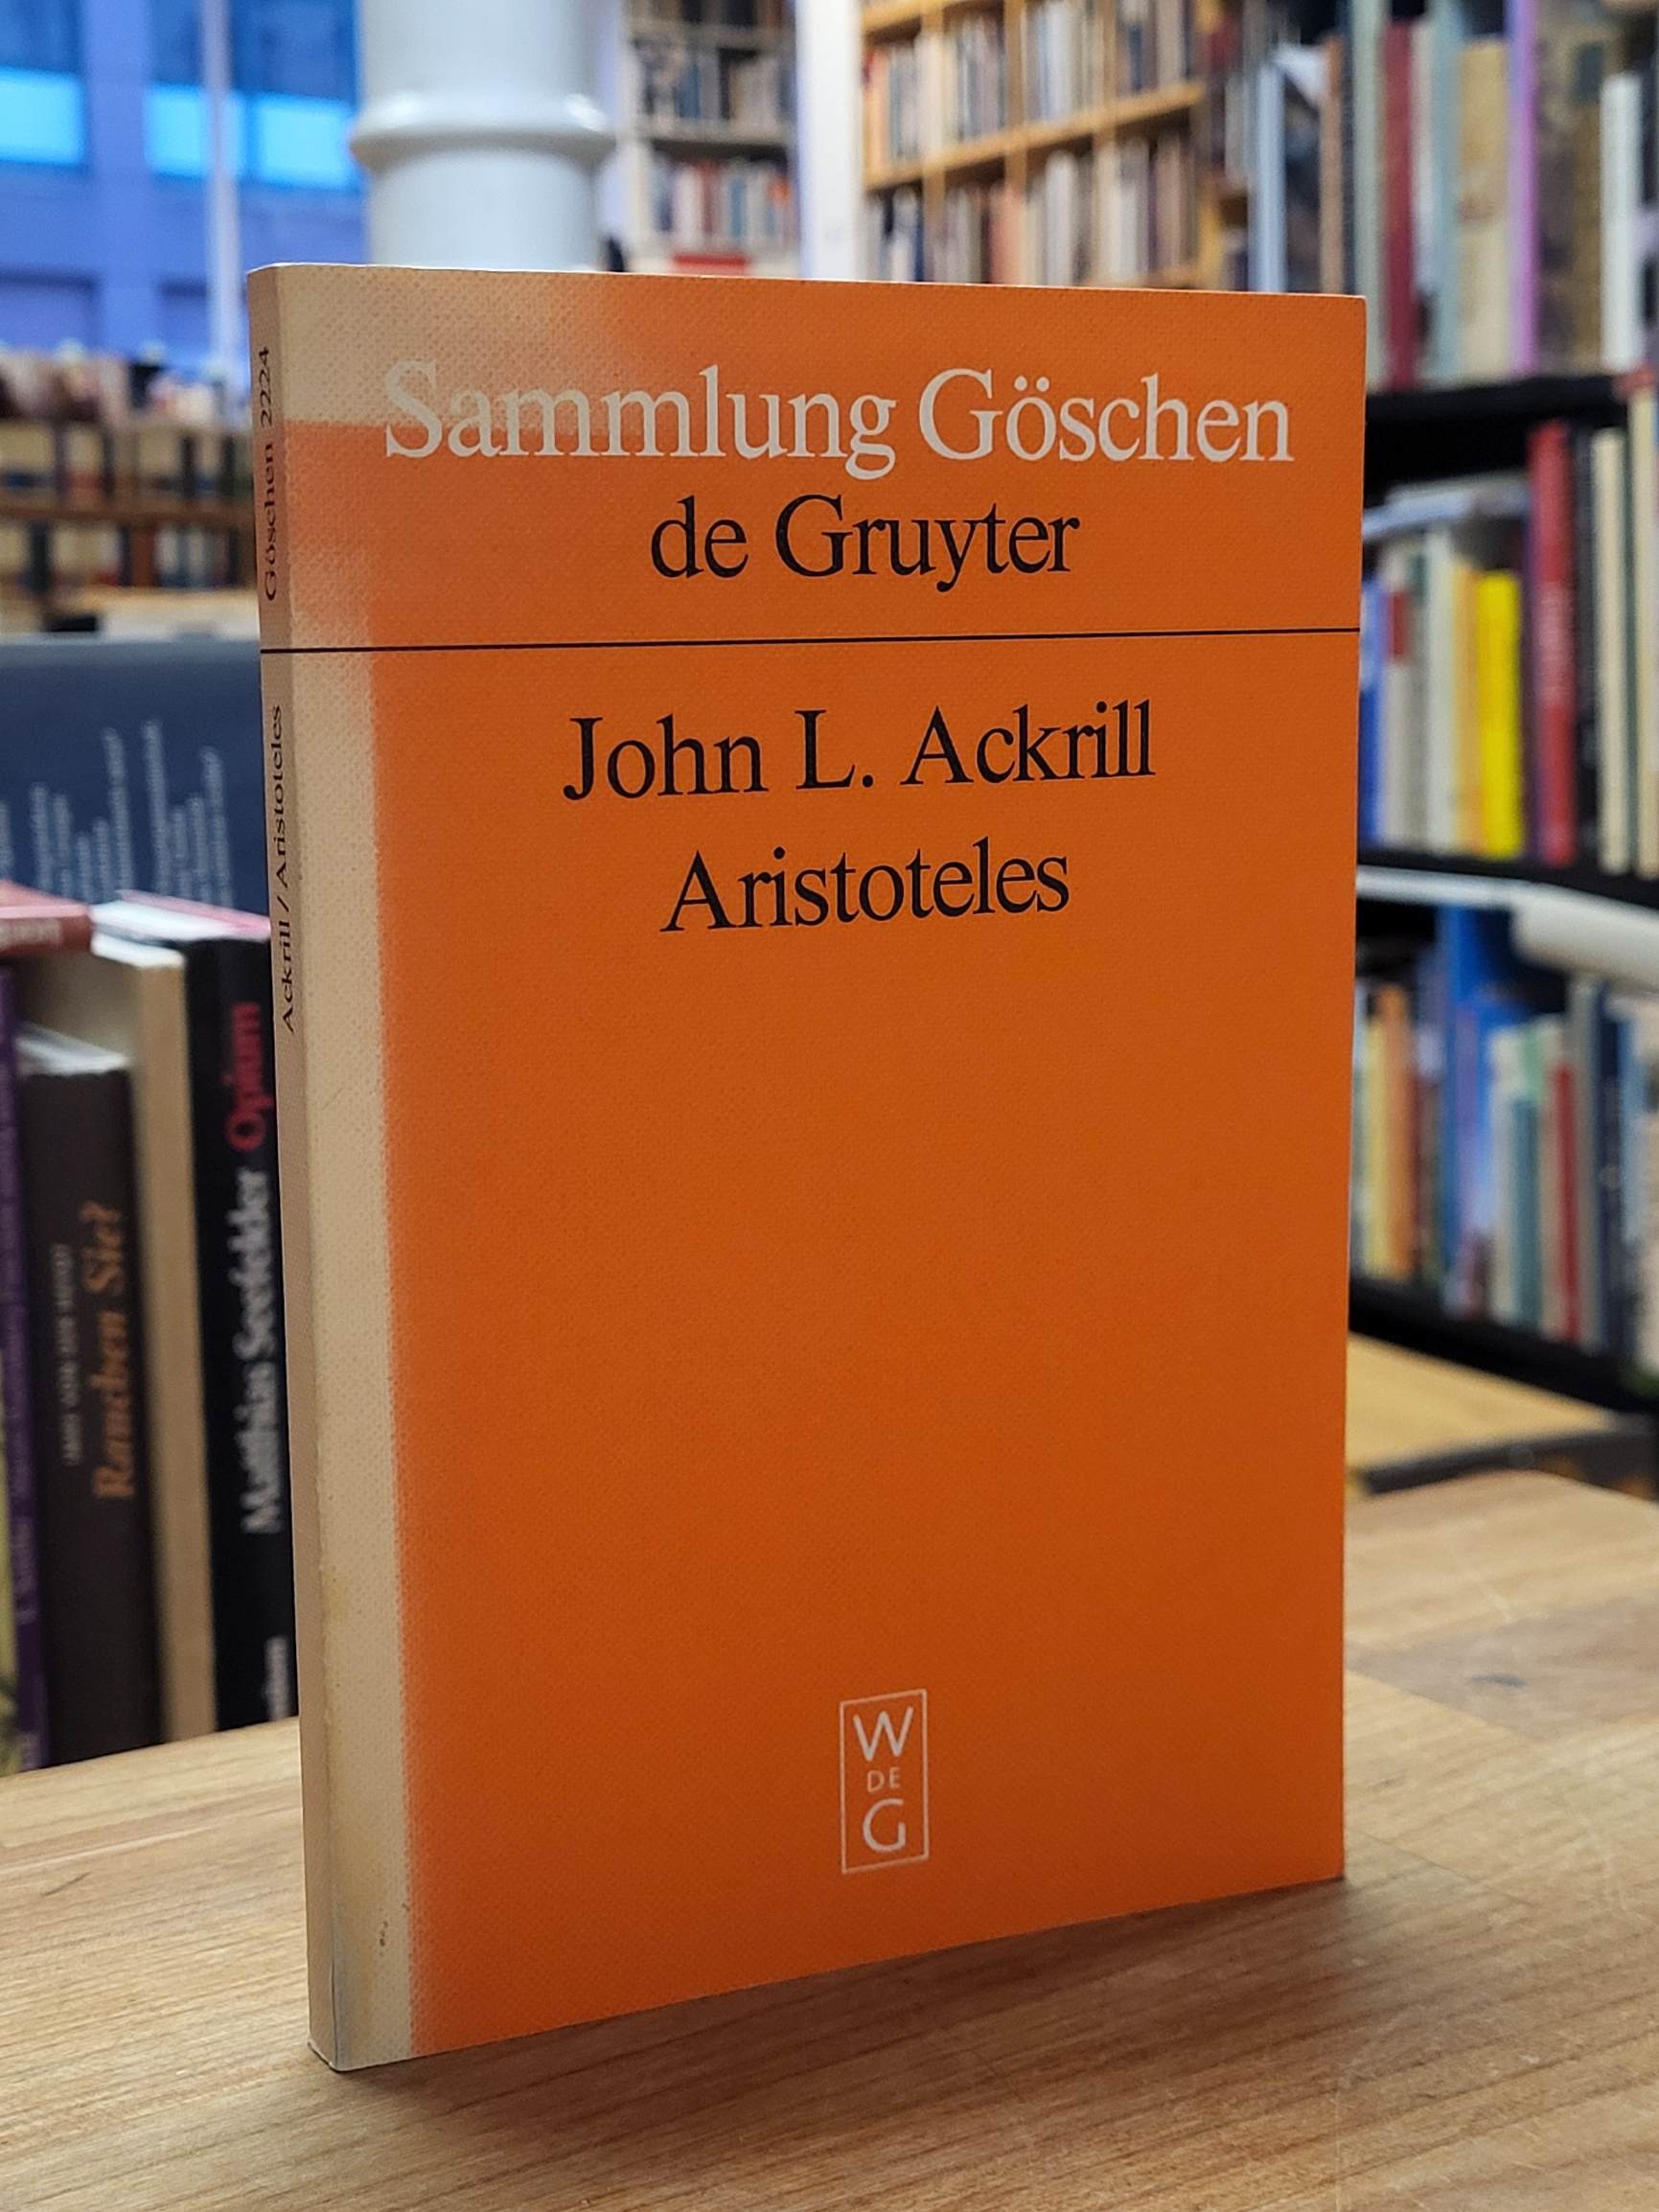 Sammlung Göschen
de Gruyter
John L. Ackrill
Aristoteles
W
DE
G
Ackrill / Aristoteles Göschen 2224
Rauchen Sie?
Matthias Seefelder Opium